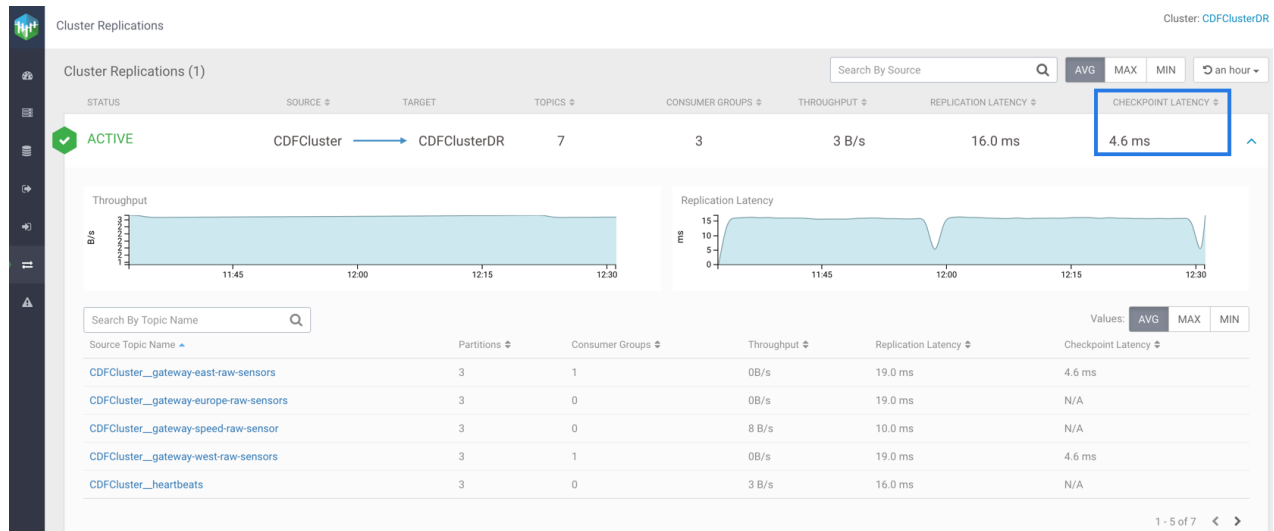 Cluster Replications
Cluster: CDFClusterDR
Cluster Replications (1)
Search By Source
AVG MAX MIN
an hour
STATUS SOURCE TARGET TOPICS CONSUMER GROUPS THROUGHPUT REPLICATION LATENCY CHECKPOINT LATENCY
ACTIVE CDFCluster CDFClusterDR 7 3 3 B/s 16.0 ms 4.6 ms
Throughput
B/s
3
3
2
2
2
2
1
11:45 12:00 12:15 12:30
Replication Latency
ms
15
10
5
0
11:45 12:00 12:15 12:30
Search By Topic Name
Values: AVG MAX MIN
Source Topic Name Partitions Consumer Groups Throughput Replication Latency Checkpoint Latency
CDFCluster__gateway-east-raw-sensors 3 1 0B/s 19.0 ms 4.6 ms
CDFCluster__gateway-europe-raw-sensors 3 0 0B/s 19.0 ms N/A
CDFCluster__gateway-speed-raw-sensor 3 0 8 B/s 10.0 ms N/A
CDFCluster__gateway-west-raw-sensors 3 1 0B/s 19.0 ms 4.6 ms
CDFCluster__heartbeats 3 0 3 B/s 16.0 ms N/A
1 - 5 of 7